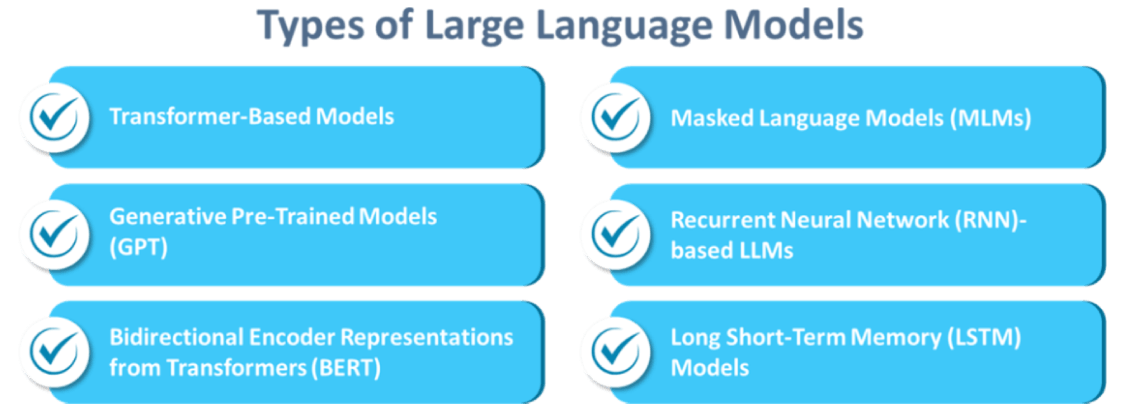 Types of Large Language Models
Transformer-Based Models
Masked Language Models (MLMs)
Generative Pre-Trained Models
(GPT)
Recurrent Neural Network (RNN)-
based LLMs
Bidirectional Encoder Representations
from Transformers (BERT)
Long Short-Term Memory (LSTM)
Models